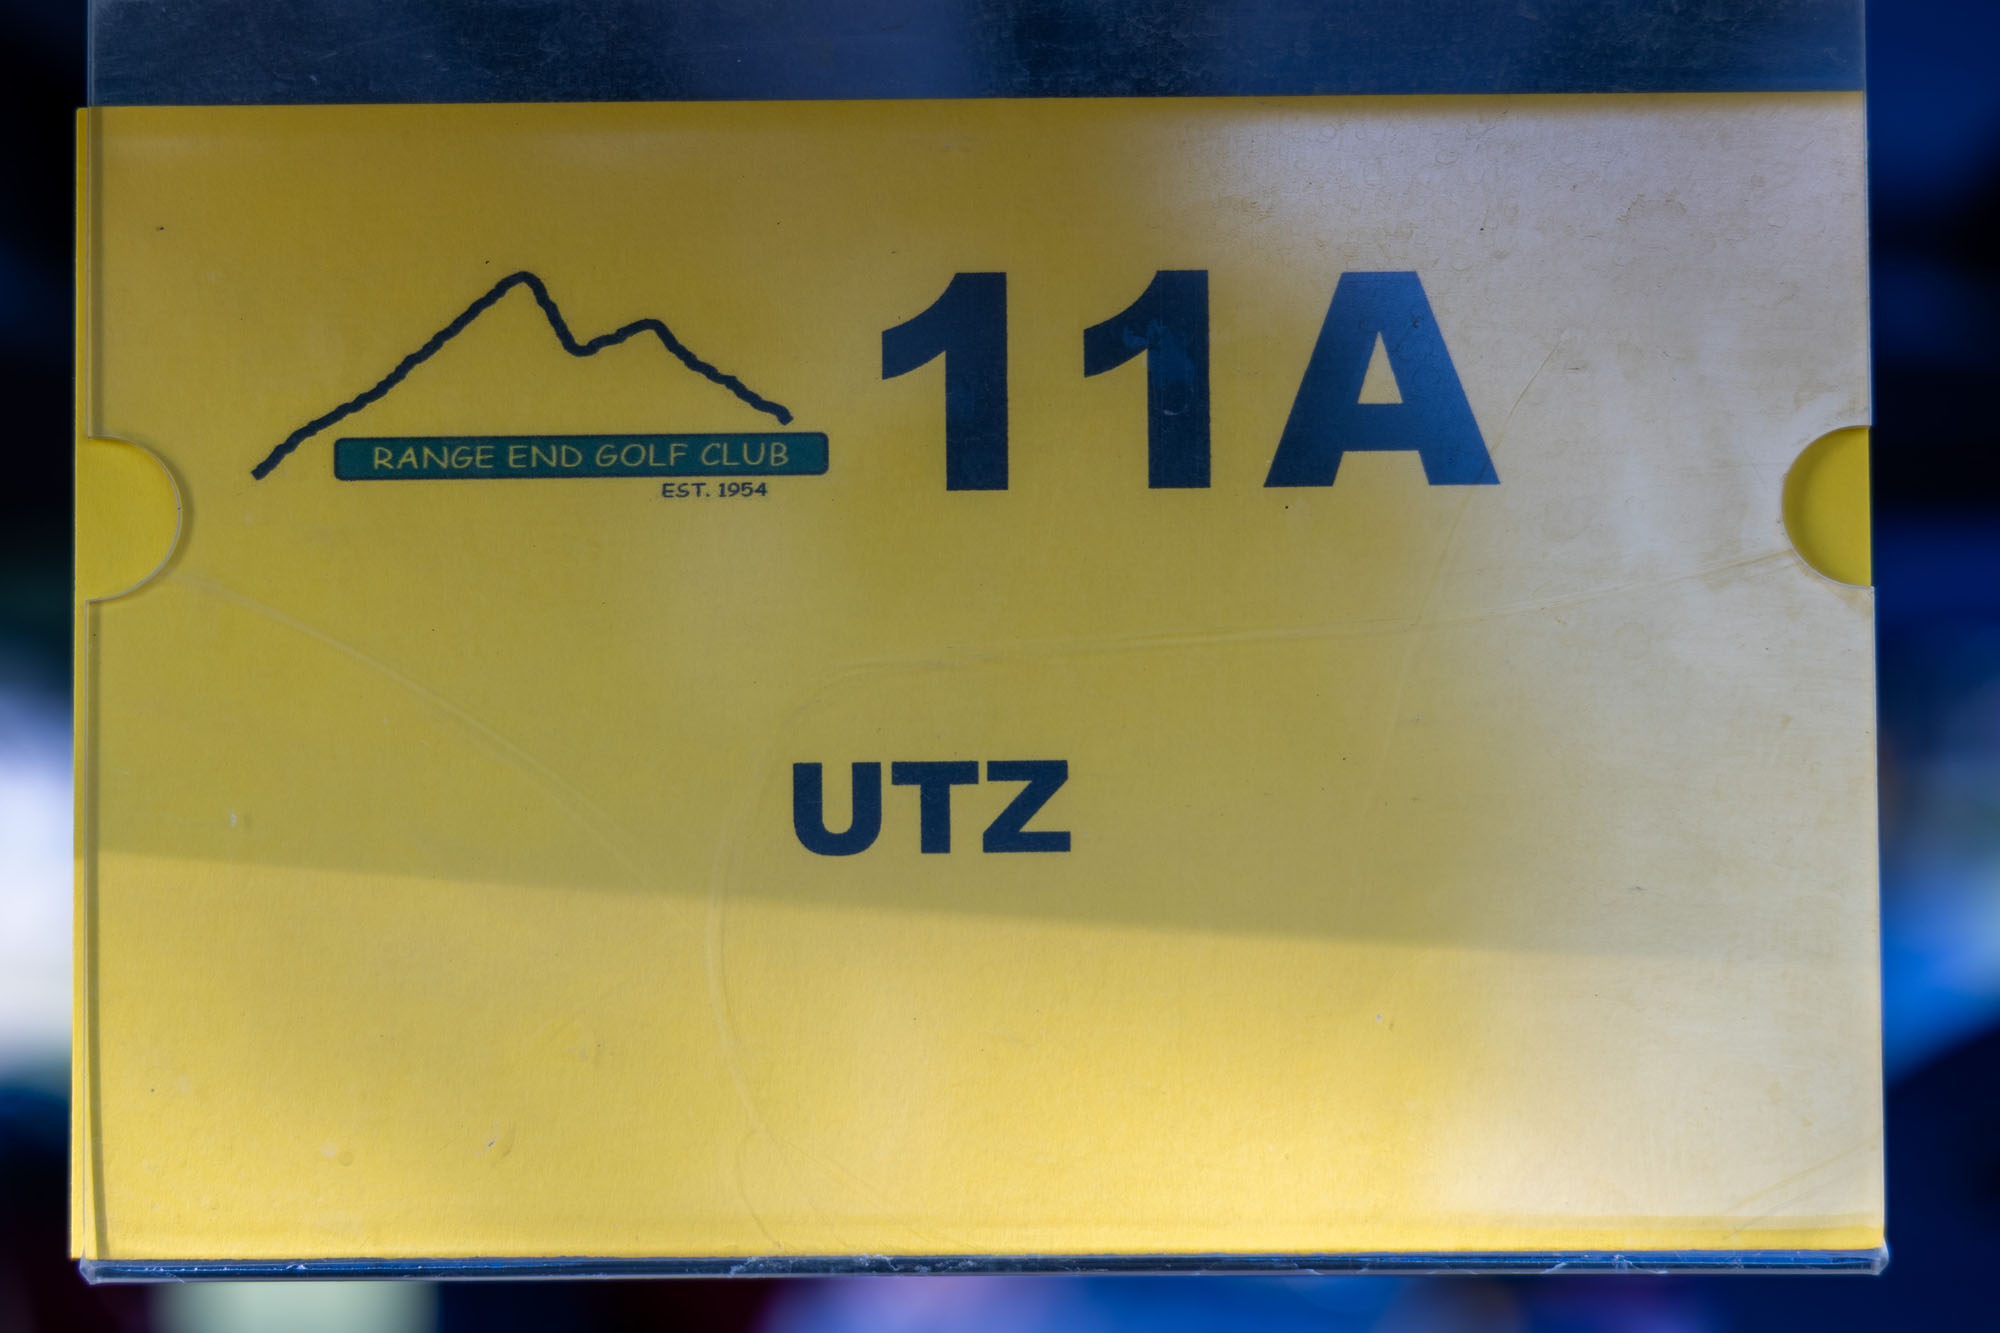 11A
RANGE END GOLF CLUB
EST. 1954
UTZ